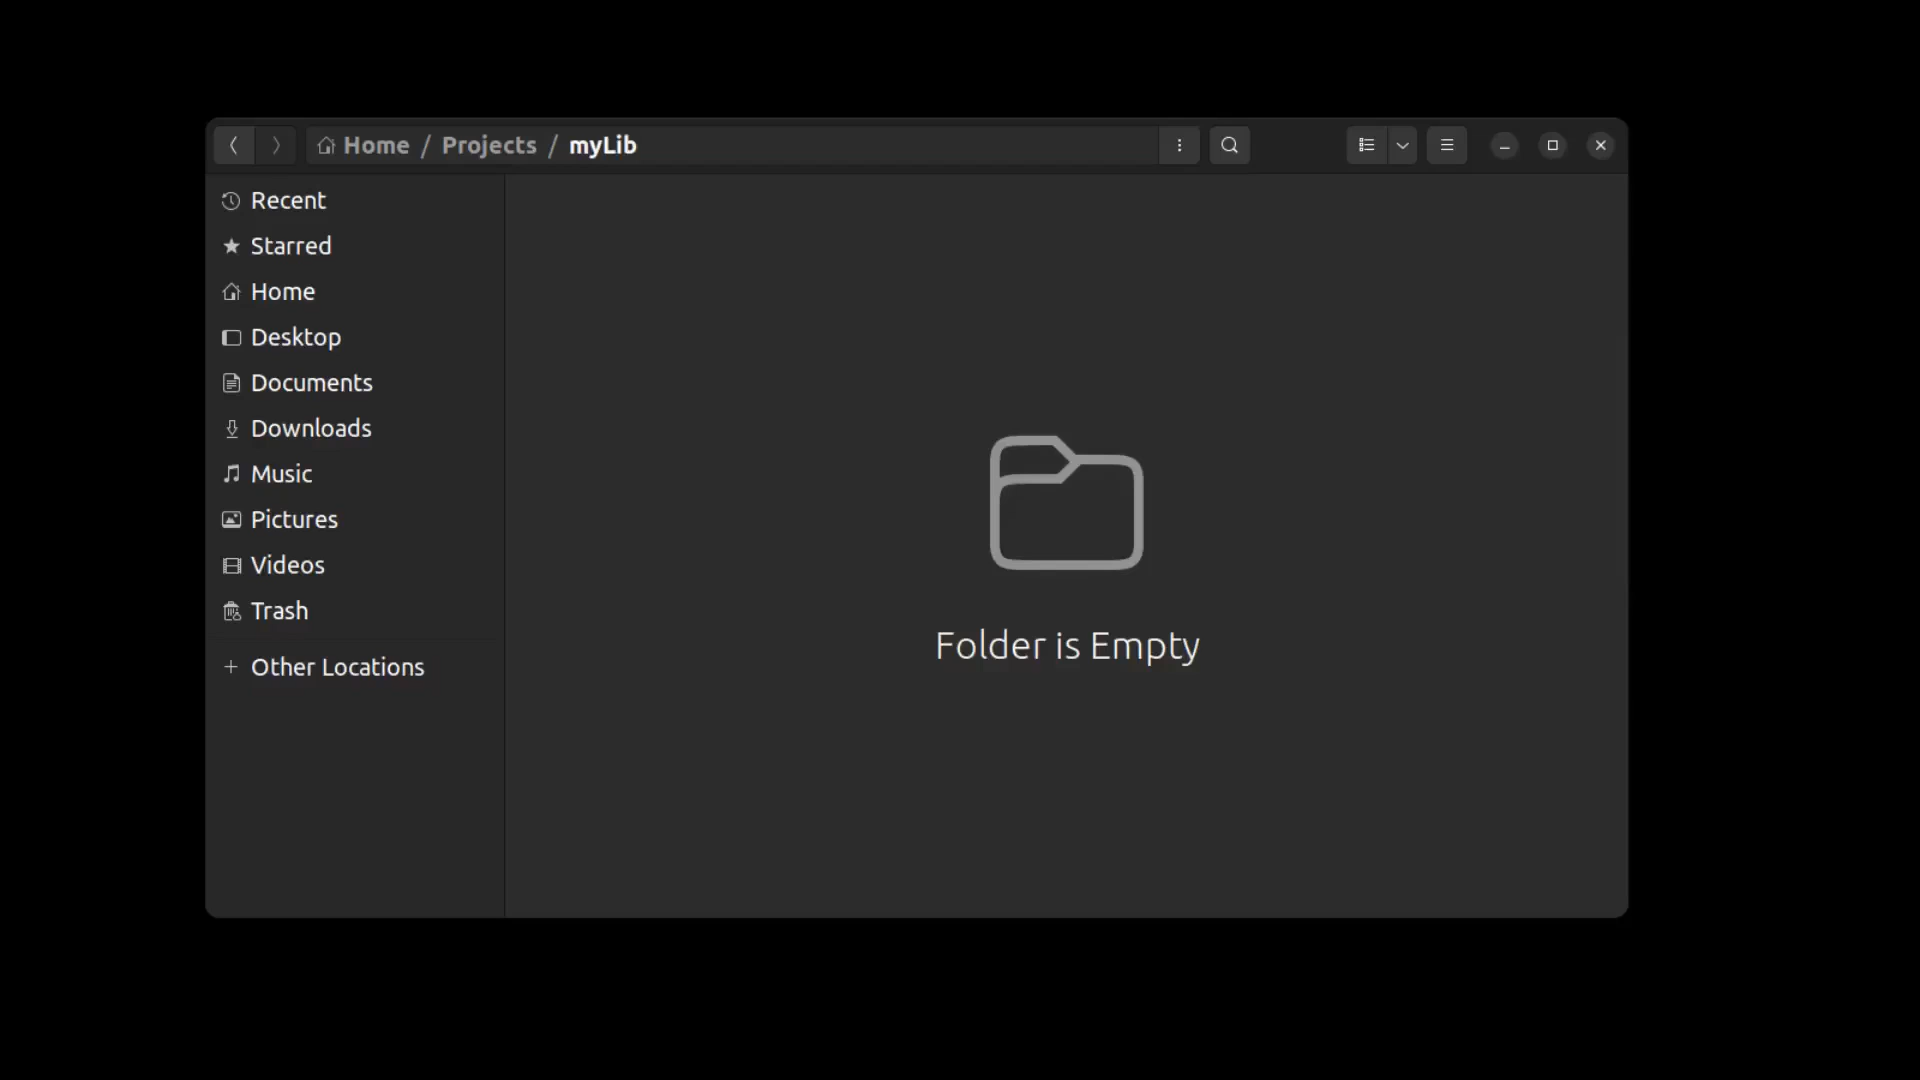 Home / Projects / myLib
Recent
Starred
Home
Desktop
Documents
Downloads
Music
Pictures
Videos
Trash
Other Locations
Folder is Empty